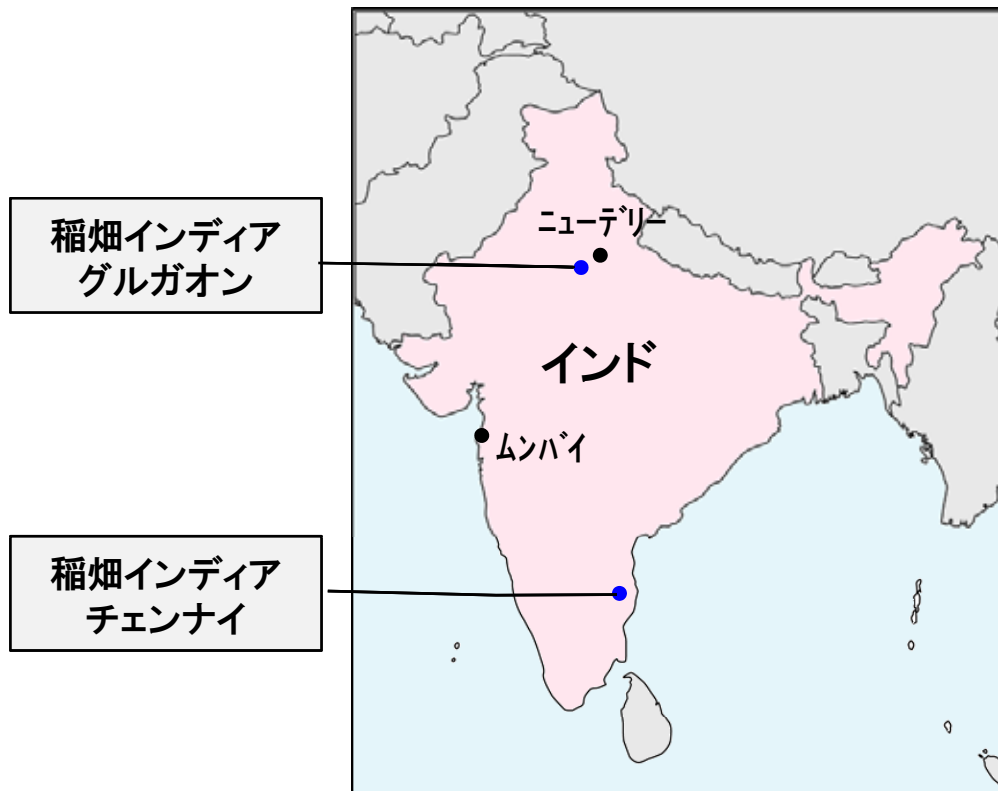 稲畑インディア
グルガオン
ニューデリー
インド
ムンバイ
稲畑インディア
チェンナイ